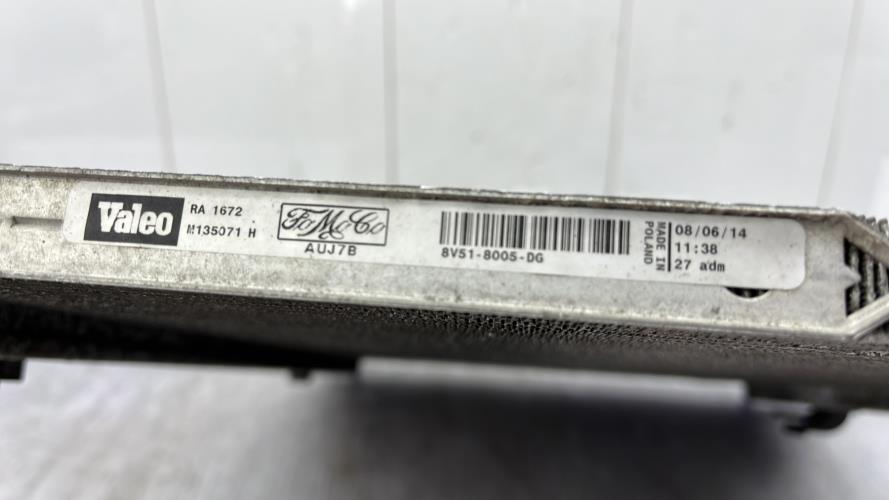 Valeo
RA 1672
M135071 H
FoMoCo
AUJ7B
8V51-8005-DG
MADE IN
POLAND
08/06/14
11:38
27 adm